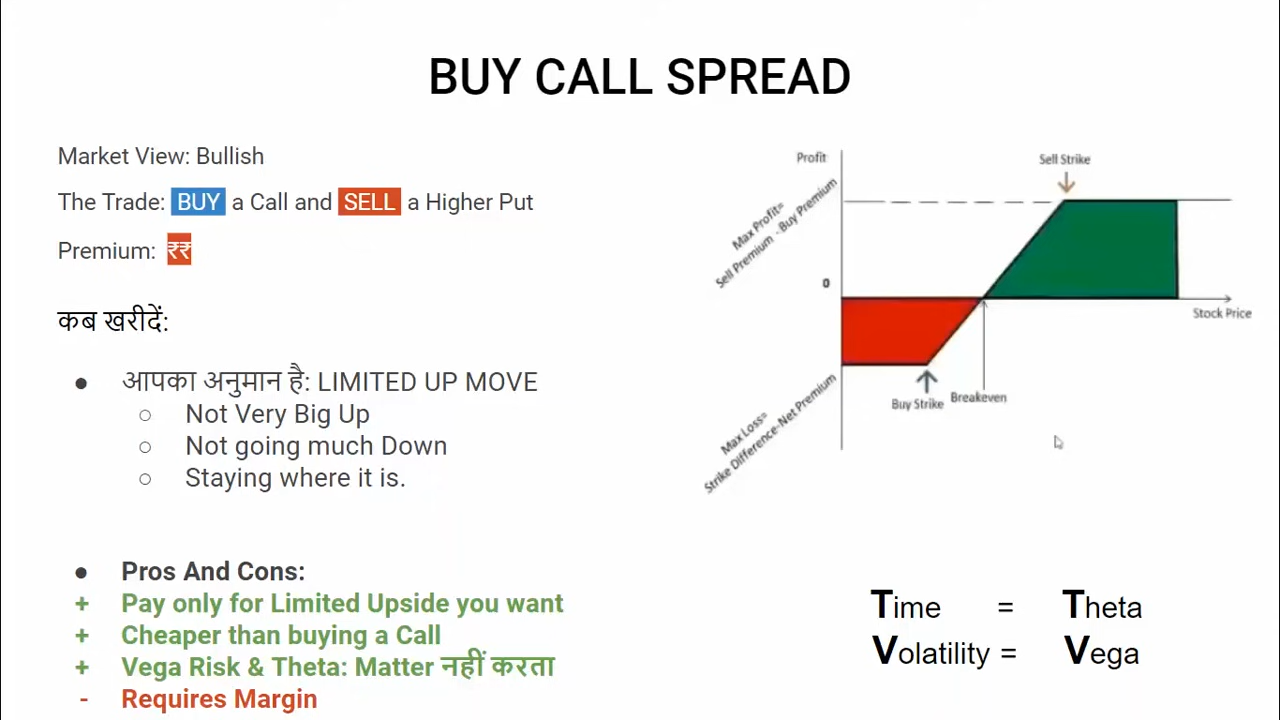 BUY CALL SPREAD
Market View: Bullish
The Trade: BUY a Call and SELL a Higher Put
Premium: ₹₹
कब खरीदें:
● आपका अनुमान है: LIMITED UP MOVE
○ Not Very Big Up
○ Not going much Down
○ Staying where it is.
● Pros And Cons:
+ Pay only for Limited Upside you want
+ Cheaper than buying a Call
+ Vega Risk & Theta: Matter नहीं करता
- Requires Margin
Profit
Sell Strike
Max Profit=
Sell Premium -Buy Premium
0
Stock Price
Buy Strike
Breakeven
Max Loss=
Strike Difference-Net Premium
Time = Theta
Volatility = Vega